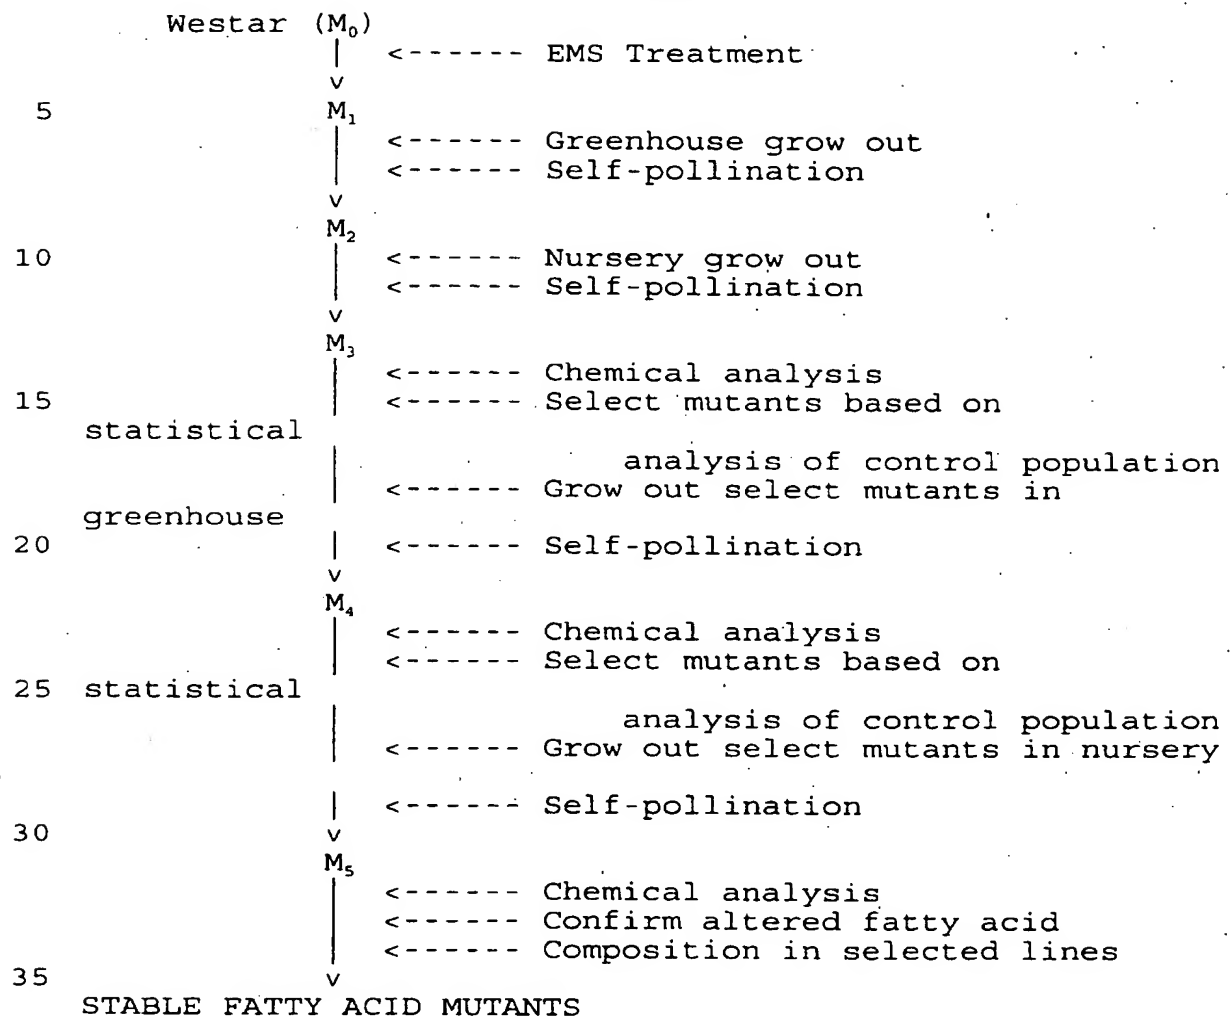 Westar (M₀)
| <------ EMS Treatment
v
5 M₁
| <------ Greenhouse grow out
| <------ Self-pollination
v
M₂
10 | <------ Nursery grow out
| <------ Self-pollination
v
M₃
| <------ Chemical analysis
15 | <------ Select mutants based on
statistical
| analysis of control population
| <------ Grow out select mutants in
greenhouse
20 | <------ Self-pollination
v
M₄
| <------ Chemical analysis
| <------ Select mutants based on
25 statistical
| analysis of control population
| <------ Grow out select mutants in nursery
| <------ Self-pollination
30 v
M₅
| <------ Chemical analysis
| <------ Confirm altered fatty acid
| <------ Composition in selected lines
35 v
STABLE FATTY ACID MUTANTS